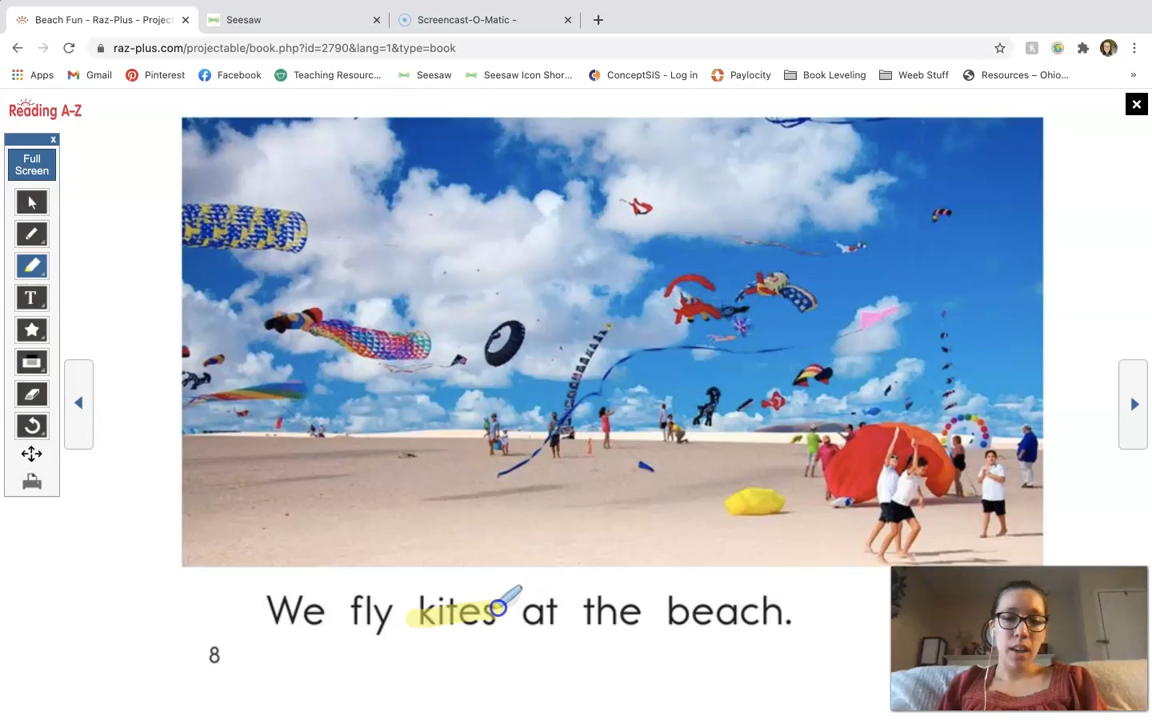 Beach Fun - Raz-Plus - Project
Seesaw
Screencast-O-Matic -
raz-plus.com/projectable/book.php?id=2790&lang=1&type=book
Apps
Gmail
Pinterest
Facebook
Teaching Resourc...
Seesaw
Seesaw Icon Shor...
ConceptSIS - Log in
Paylocity
Book Leveling
Weeb Stuff
Resources – Ohio...
»
Reading A-Z
x
Full
Screen
T
We fly kites at the beach.
8